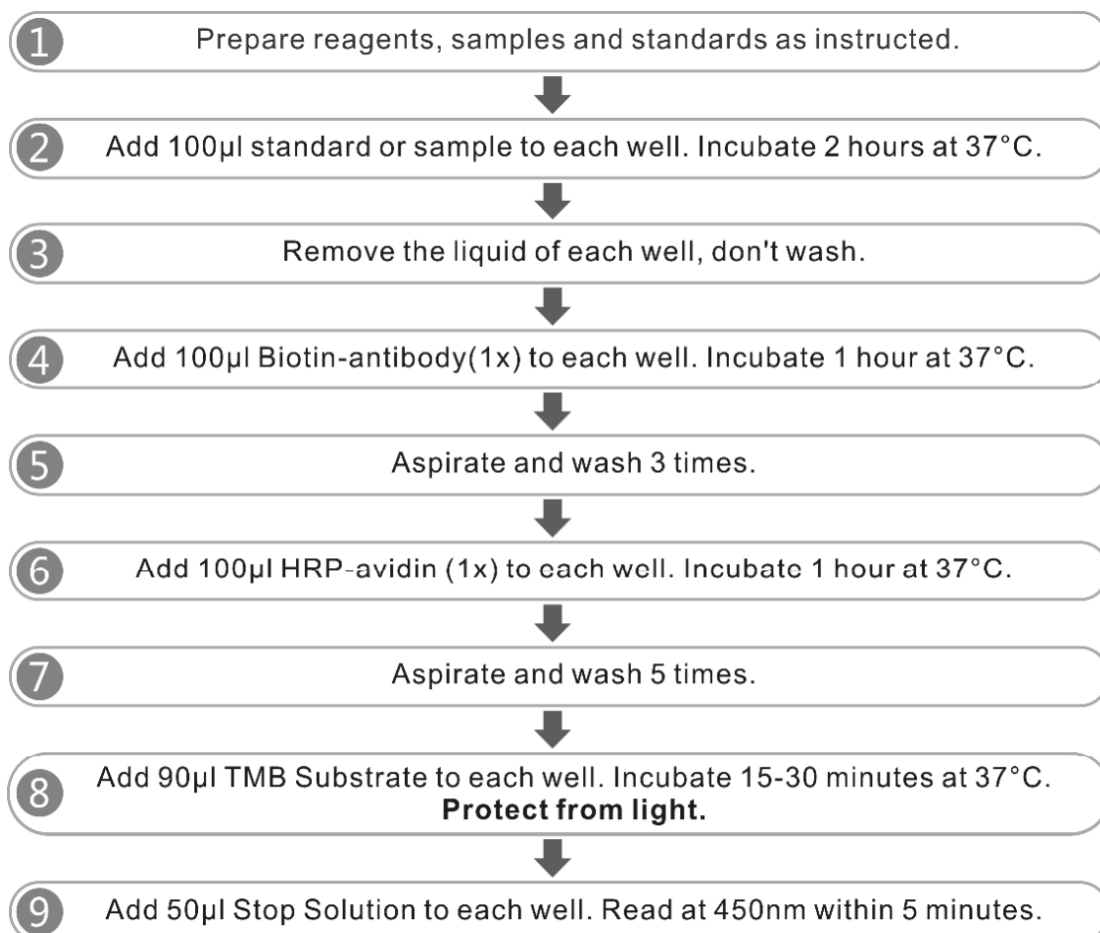 1 Prepare reagents, samples and standards as instructed.
2 Add 100μl standard or sample to each well. Incubate 2 hours at 37°C.
3 Remove the liquid of each well, don't wash.
4 Add 100μl Biotin-antibody(1x) to each well. Incubate 1 hour at 37°C.
5 Aspirate and wash 3 times.
6 Add 100μl HRP-avidin (1x) to each well. Incubate 1 hour at 37°C.
7 Aspirate and wash 5 times.
8 Add 90μl TMB Substrate to each well. Incubate 15-30 minutes at 37°C.
Protect from light.
9 Add 50μl Stop Solution to each well. Read at 450nm within 5 minutes.